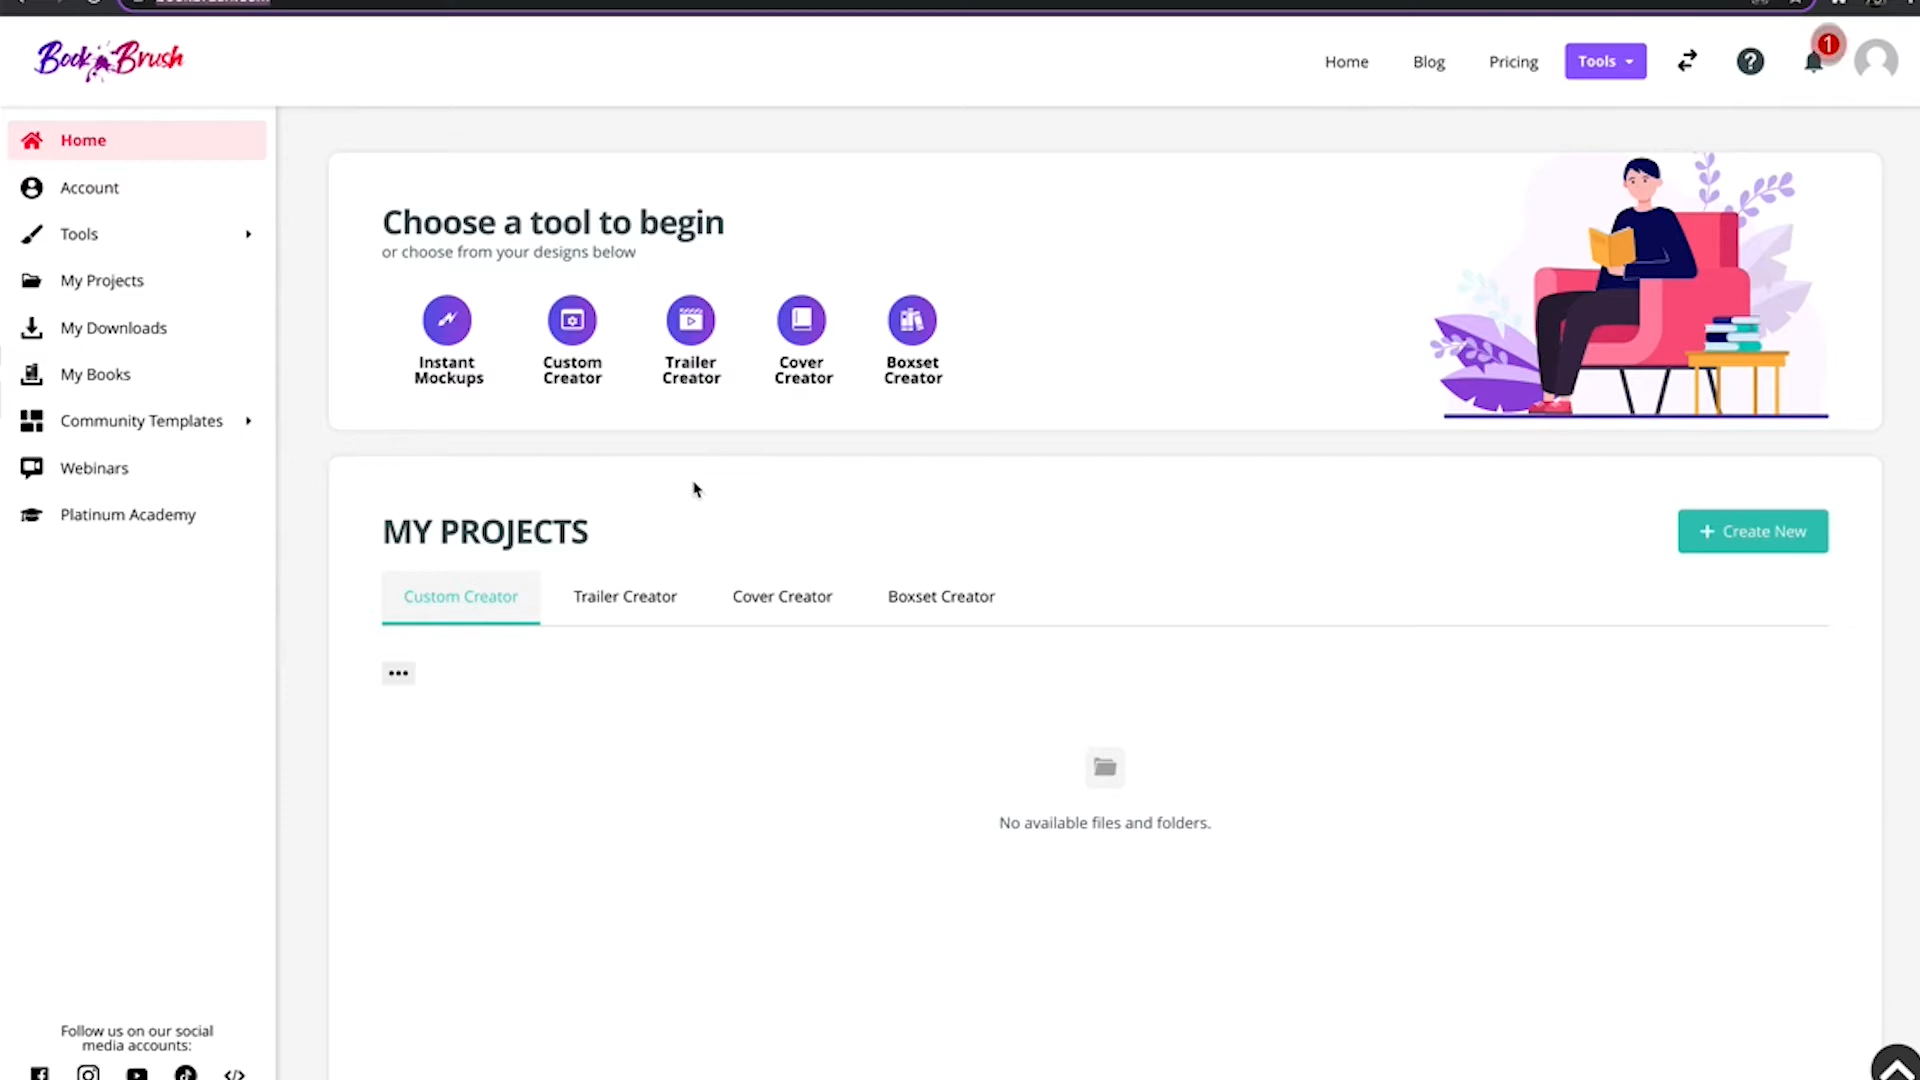 Book Brush
Home
Blog
Pricing
Tools
?
1
Home
Account
Tools
My Projects
My Downloads
My Books
Community Templates
Webinars
Platinum Academy
Choose a tool to begin
or choose from your designs below
Instant
Mockups
Custom
Creator
Trailer
Creator
Cover
Creator
Boxset
Creator
MY PROJECTS
+ Create New
Custom Creator
Trailer Creator
Cover Creator
Boxset Creator
•••
No available files and folders.
Follow us on our social
media accounts: